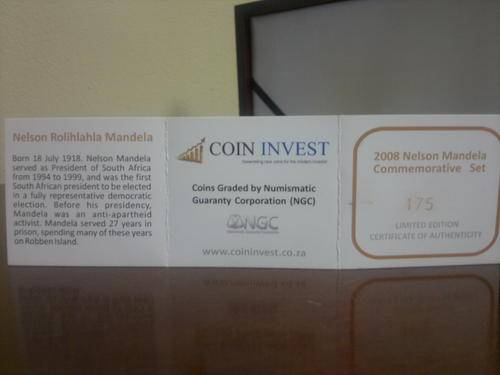 Nelson Rolihlahla Mandela
Born 18 July 1918. Nelson Mandela
served as President of South Africa
from 1994 to 1999, and was the first
South African president to be elected
in a fully representative democratic
election. Before his presidency,
Mandela was an anti-apartheid
activist. Mandela served 27 years in
prison, spending many of these years
on Robben Island.
COIN INVEST
Coins Graded by Numismatic
Guaranty Corporation (NGC)
NGC
www.coininvest.co.za
2008 Nelson Mandela
Commemorative Set
175
LIMITED EDITION
CERTIFICATE OF AUTHENTICITY